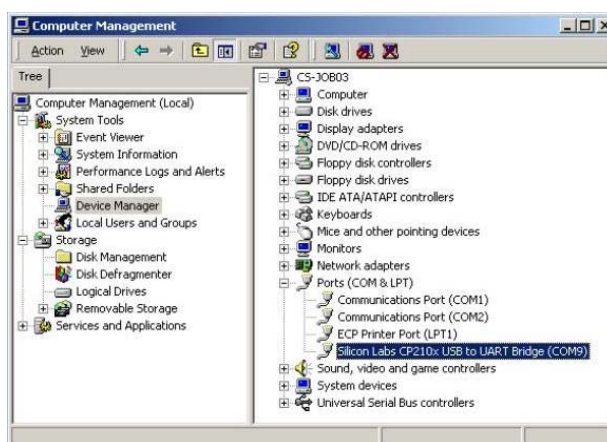 Computer Management
Action View
Tree
Computer Management (Local)
System Tools
Event Viewer
System Information
Performance Logs and Alerts
Shared Folders
Device Manager
Local Users and Groups
Storage
Disk Management
Disk Defragmenter
Logical Drives
Removable Storage
Services and Applications
CS-JOB03
Computer
Disk drives
Display adapters
DVD/CD-ROM drives
Floppy disk controllers
Floppy disk drives
IDE ATA/ATAPI controllers
Keyboards
Mice and other pointing devices
Monitors
Network adapters
Ports (COM & LPT)
Communications Port (COM1)
Communications Port (COM2)
ECP Printer Port (LPT1)
Silicon Labs CP210x USB to UART Bridge (COM9)
Sound, video and game controllers
System devices
Universal Serial Bus controllers